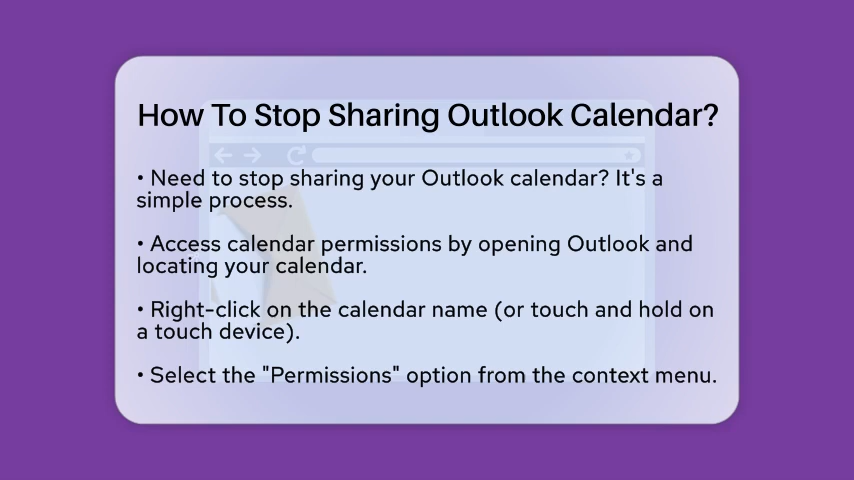 How To Stop Sharing Outlook Calendar?
• Need to stop sharing your Outlook calendar? It's a
simple process.
• Access calendar permissions by opening Outlook and
locating your calendar.
• Right-click on the calendar name (or touch and hold on
a touch device).
• Select the "Permissions" option from the context menu.